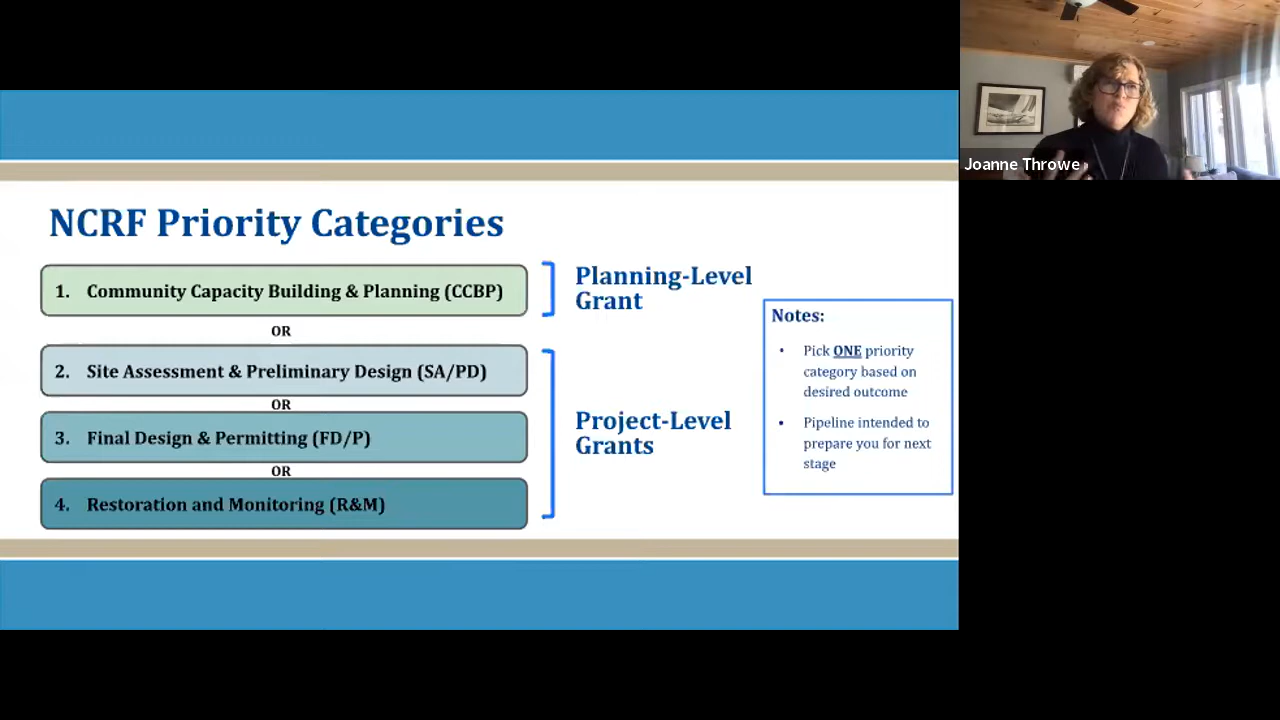 NCRF Priority Categories
1. Community Capacity Building & Planning (CCBP)
OR
2. Site Assessment & Preliminary Design (SA/PD)
OR
3. Final Design & Permitting (FD/P)
OR
4. Restoration and Monitoring (R&M)
Planning-Level
Grant
Project-Level
Grants
Notes:
• Pick ONE priority
category based on
desired outcome
• Pipeline intended to
prepare you for next
stage
Joanne Throwe